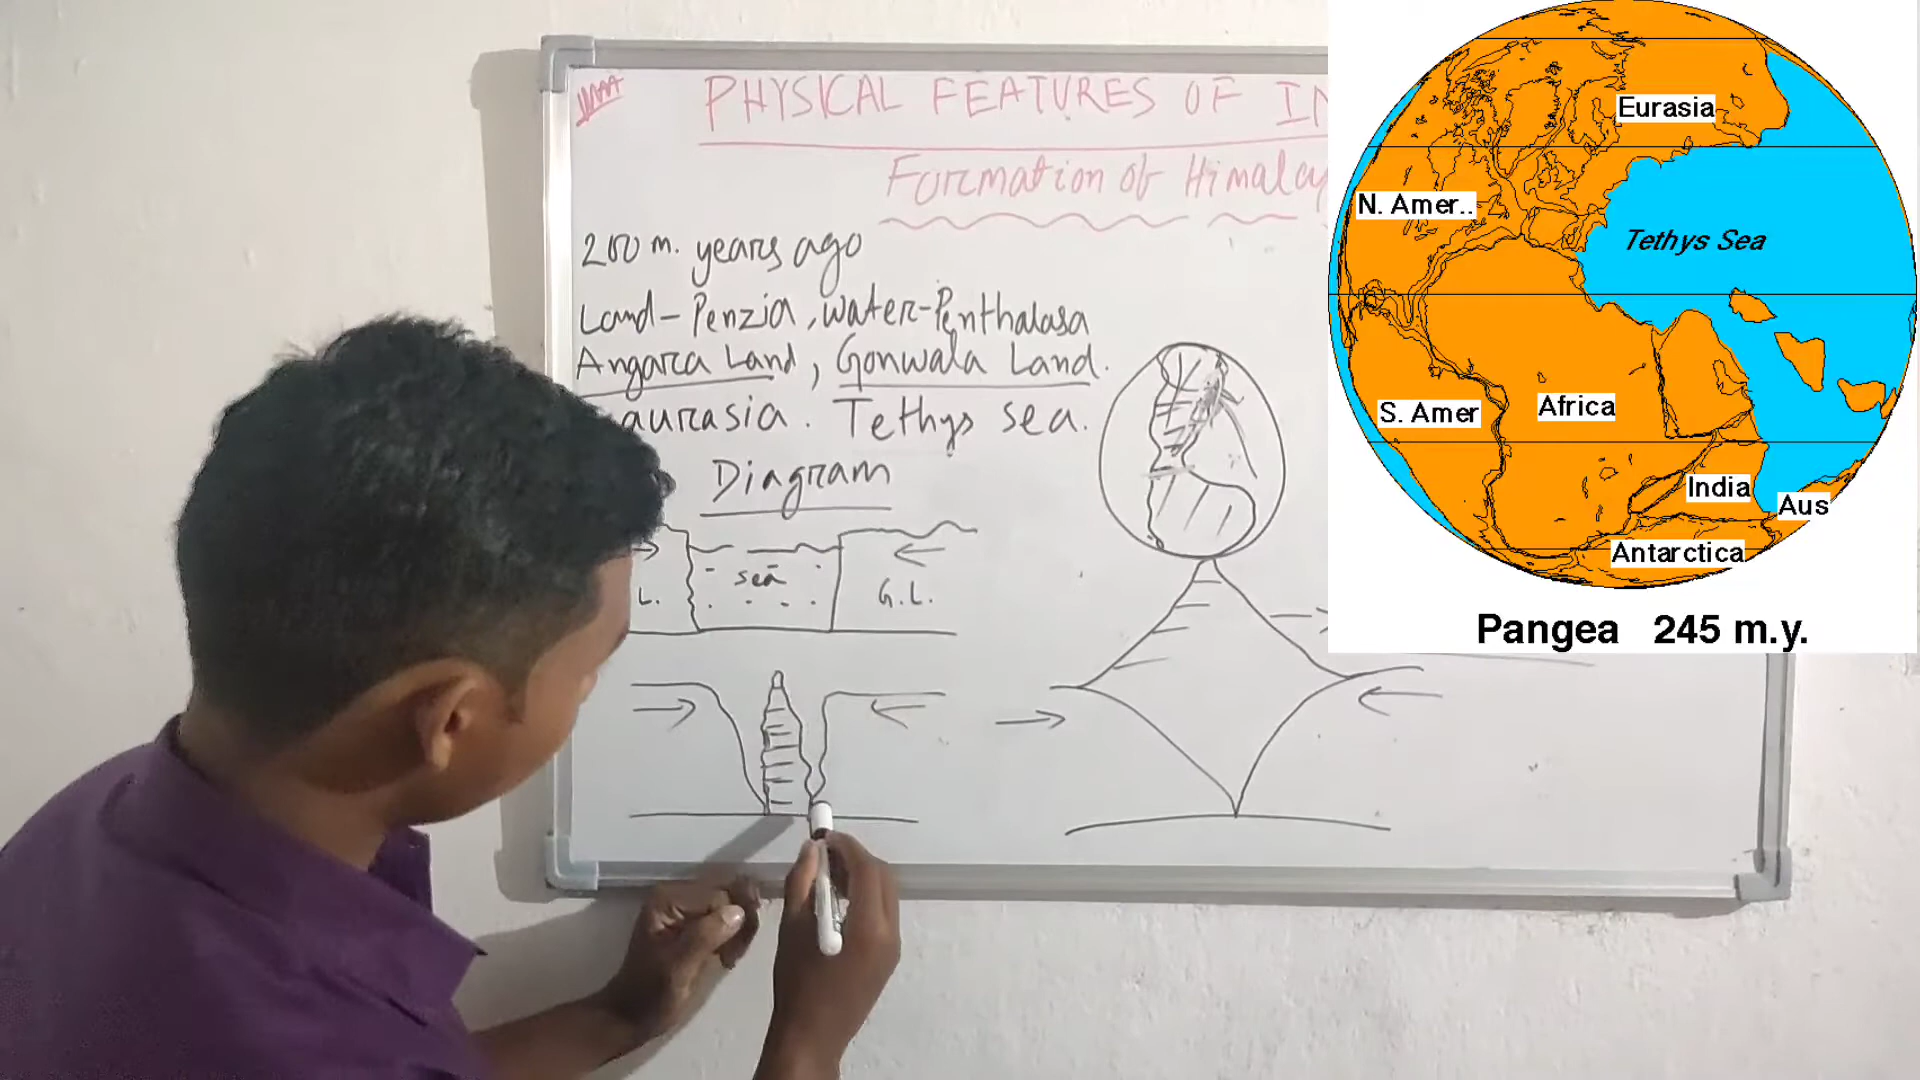 PHYSICAL FEATURES OF IN
Formation of Himalay
200 m. years ago
Land - Penzia, water - Penthalasa
Angara Land, Gonwala Land.
aurasia. Tethys sea.
Diagram
sea
L.
G.L.
Eurasia
N. Amer..
Tethys Sea
S. Amer
Africa
India
Aus
Antarctica
Pangea 245 m.y.